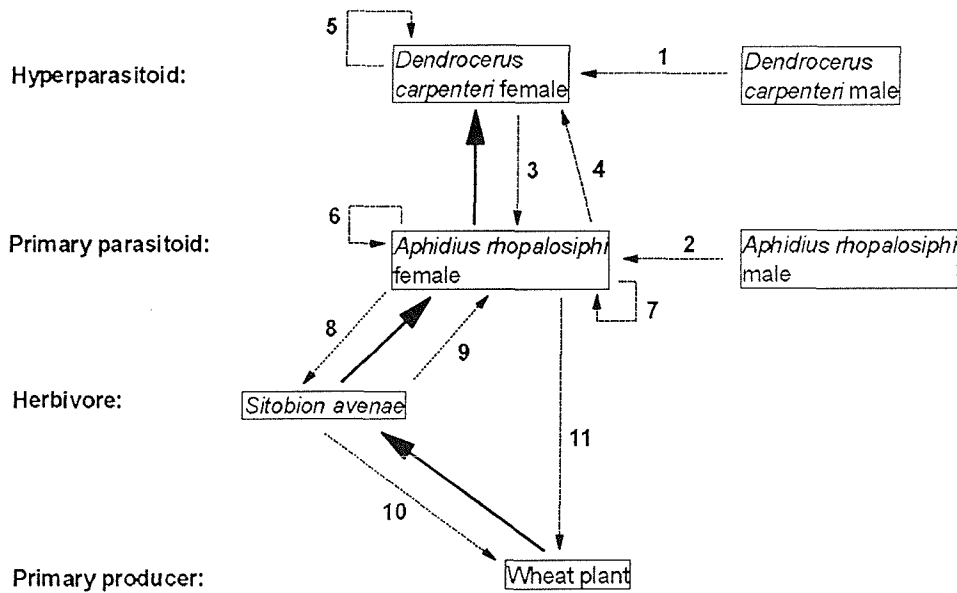 5
Hyperparasitoid:
Dendrocerus
carpenteri female
1
Dendrocerus
carpenteri male
3
4
6
Primary parasitoid:
Aphidius rhopalosiphi
female
2
Aphidius rhopalosiphi
male
7
8
9
Herbivore:
Sitobion avenae
11
10
Primary producer:
Wheat plant